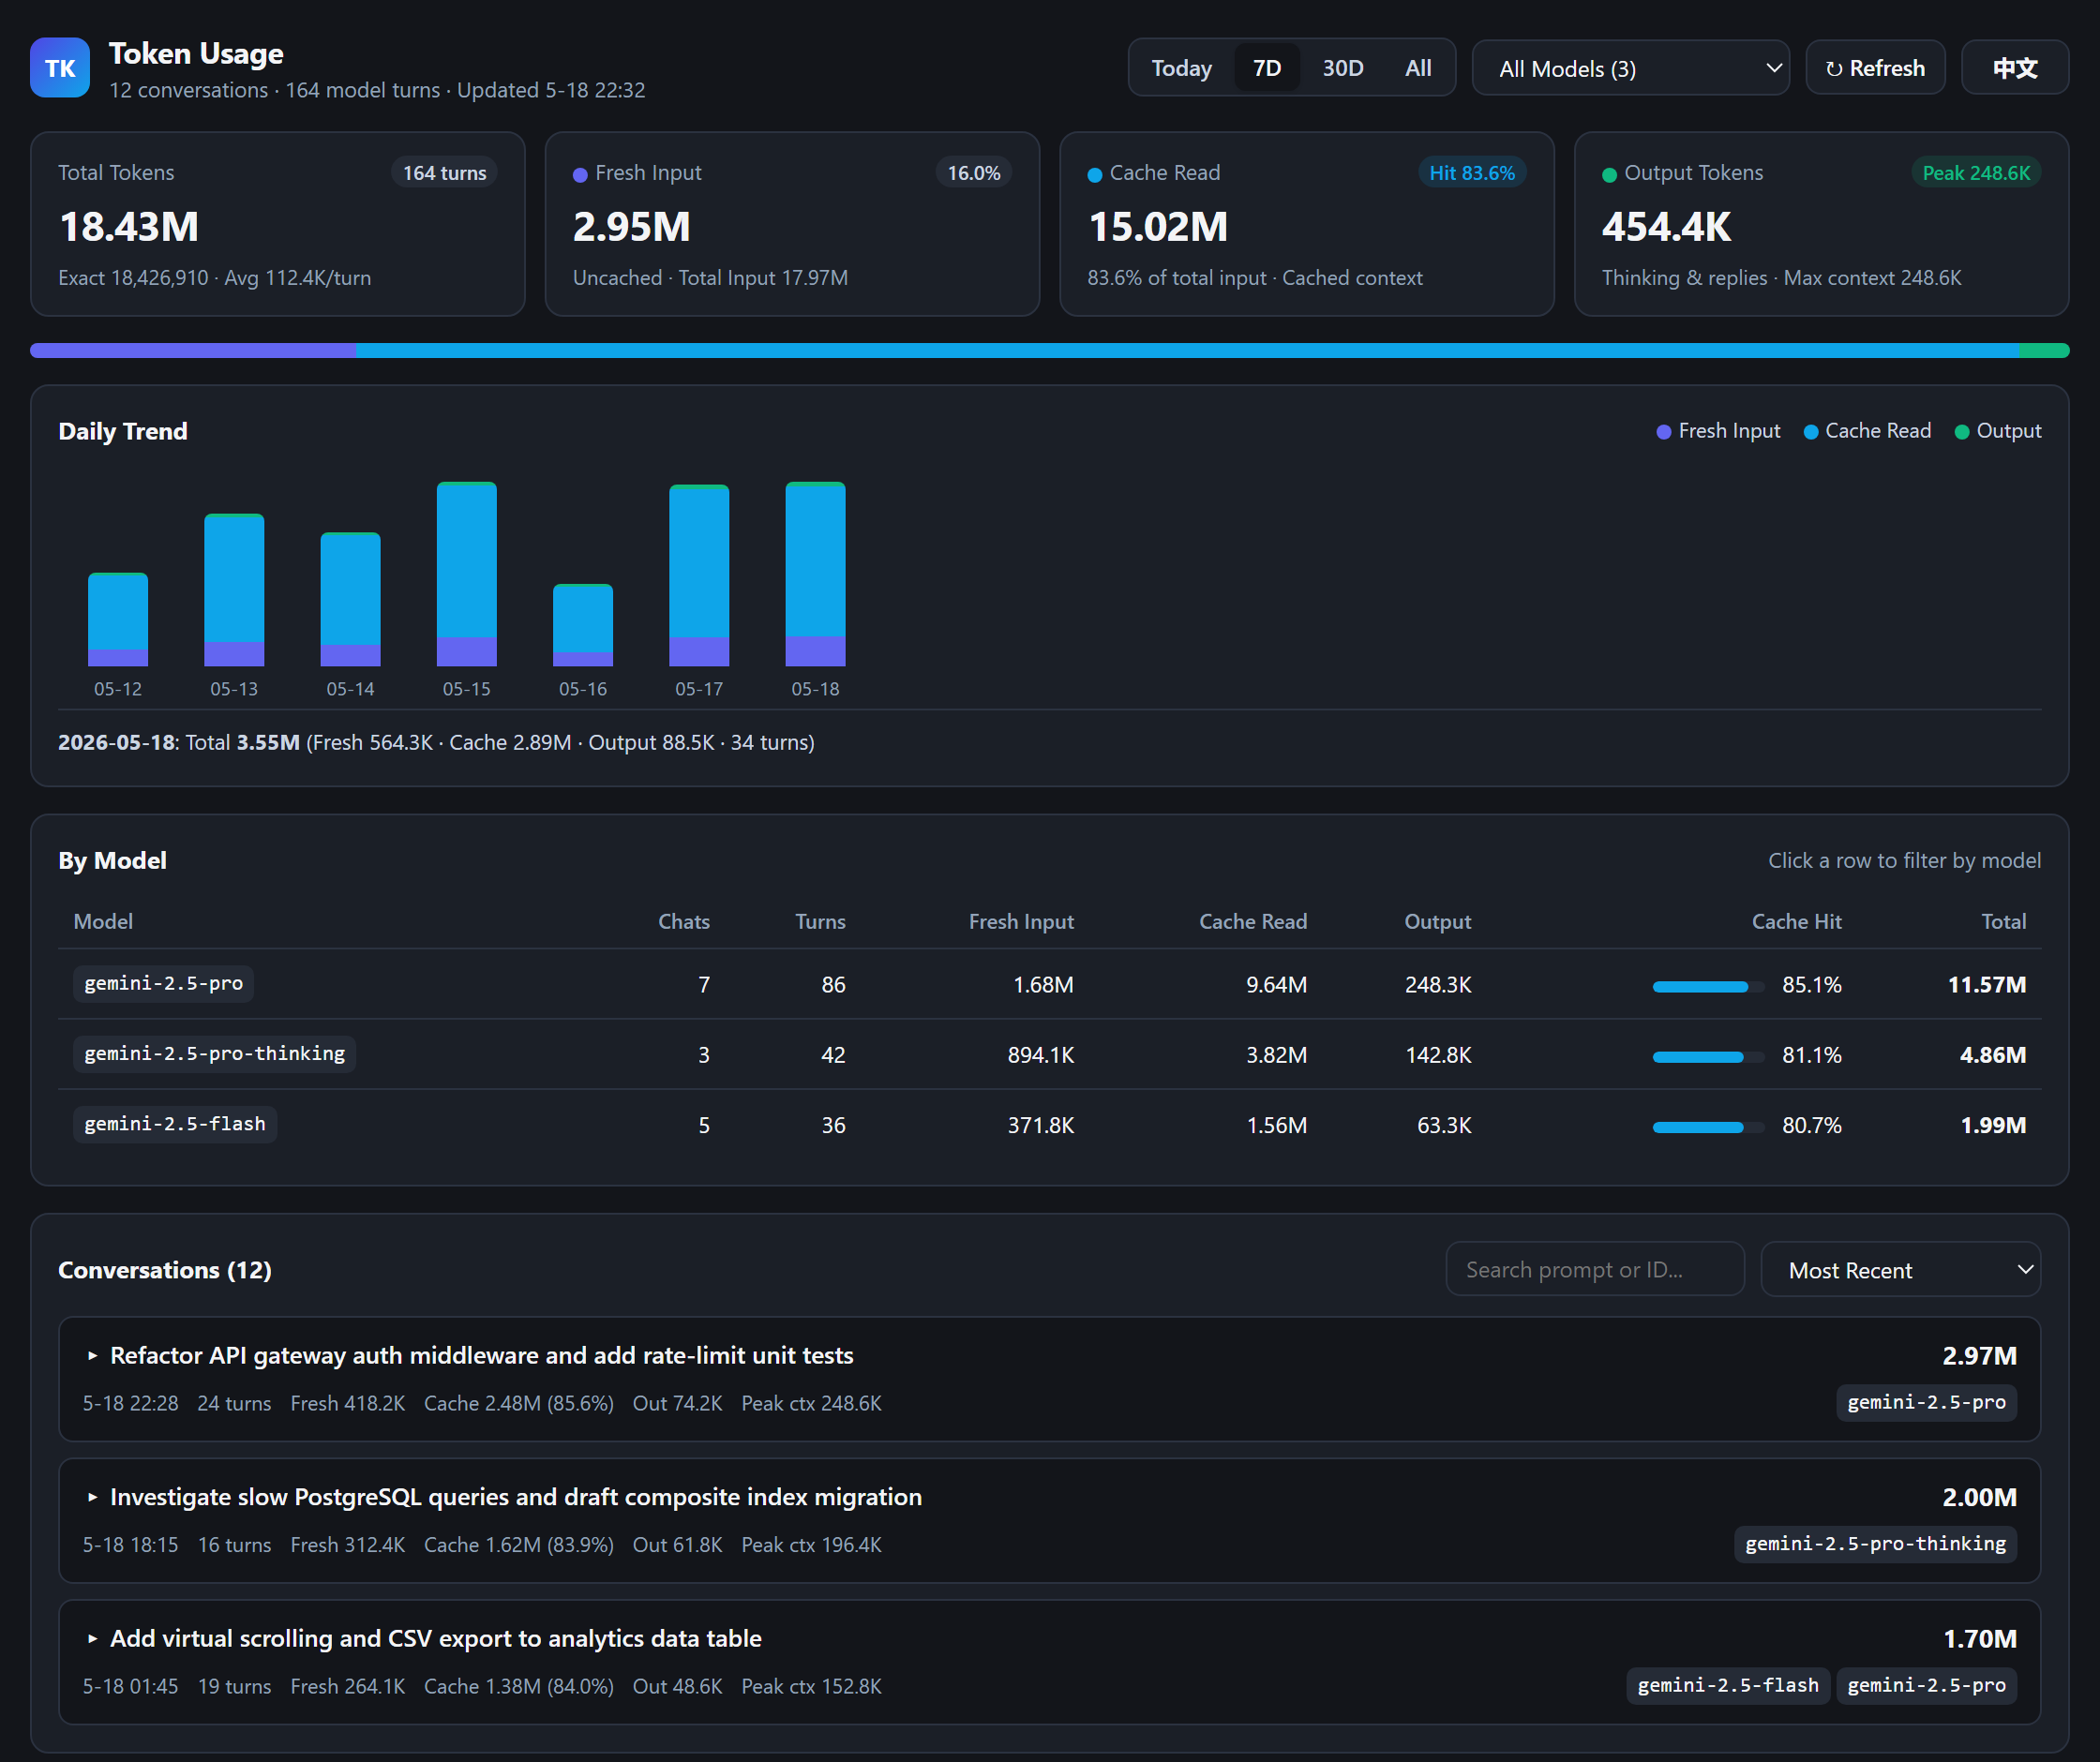 TK
Token Usage
12 conversations · 164 model turns · Updated 5-18 22:32
Today 7D 30D All
All Models (3)
↻ Refresh
中文
Total Tokens 164 turns
18.43M
Exact 18,426,910 · Avg 112.4K/turn
Fresh Input 16.0%
2.95M
Uncached · Total Input 17.97M
Cache Read Hit 83.6%
15.02M
83.6% of total input · Cached context
Output Tokens Peak 248.6K
454.4K
Thinking & replies · Max context 248.6K
Daily Trend
Fresh Input Cache Read Output
05-12 05-13 05-14 05-15 05-16 05-17 05-18
2026-05-18: Total 3.55M (Fresh 564.3K · Cache 2.89M · Output 88.5K · 34 turns)
By Model
Click a row to filter by model
Model Chats Turns Fresh Input Cache Read Output Cache Hit Total
gemini-2.5-pro 7 86 1.68M 9.64M 248.3K 85.1% 11.57M
gemini-2.5-pro-thinking 3 42 894.1K 3.82M 142.8K 81.1% 4.86M
gemini-2.5-flash 5 36 371.8K 1.56M 63.3K 80.7% 1.99M
Conversations (12)
Search prompt or ID...
Most Recent
▸ Refactor API gateway auth middleware and add rate-limit unit tests 2.97M
5-18 22:28 24 turns Fresh 418.2K Cache 2.48M (85.6%) Out 74.2K Peak ctx 248.6K gemini-2.5-pro
▸ Investigate slow PostgreSQL queries and draft composite index migration 2.00M
5-18 18:15 16 turns Fresh 312.4K Cache 1.62M (83.9%) Out 61.8K Peak ctx 196.4K gemini-2.5-pro-thinking
▸ Add virtual scrolling and CSV export to analytics data table 1.70M
5-18 01:45 19 turns Fresh 264.1K Cache 1.38M (84.0%) Out 48.6K Peak ctx 152.8K gemini-2.5-flash gemini-2.5-pro